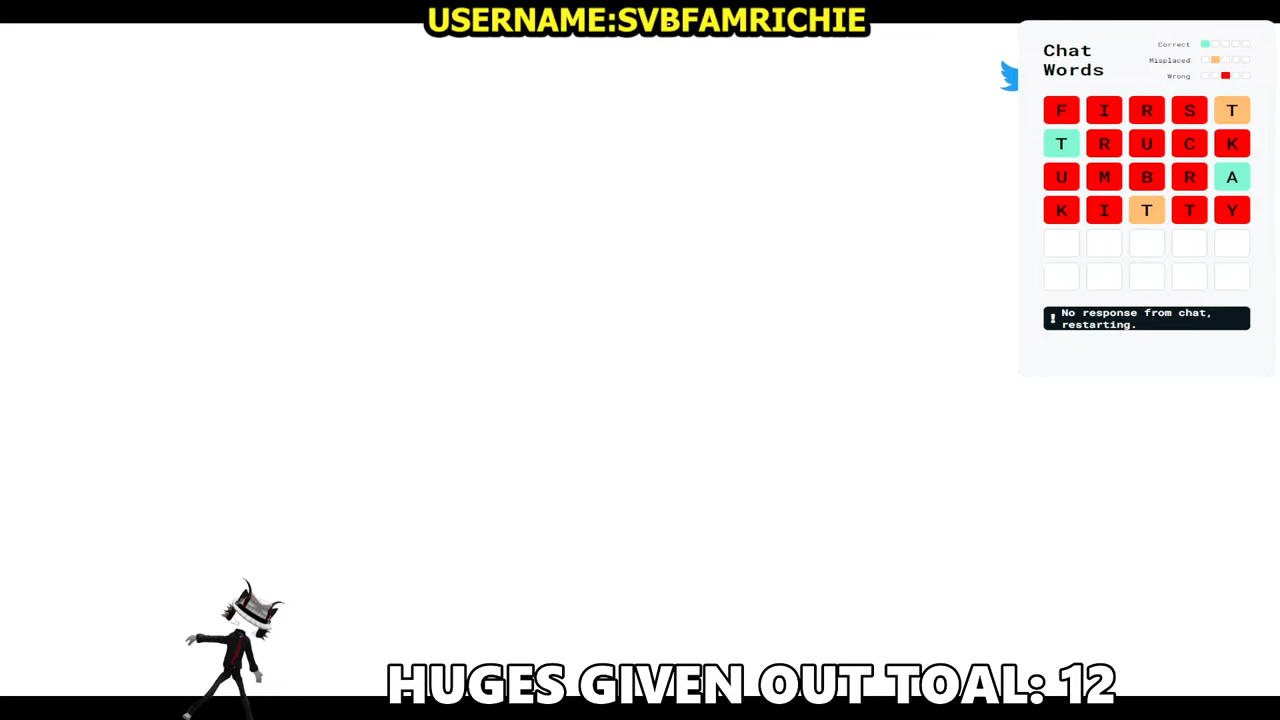 USERNAME:SVBFAMRICHIE
Chat
Words
Correct
Misplaced
Wrong
F I R S T
T R U C K
U M B R A
K I T T Y
! No response from chat,
restarting.
HUGES GIVEN OUT TOAL: 12